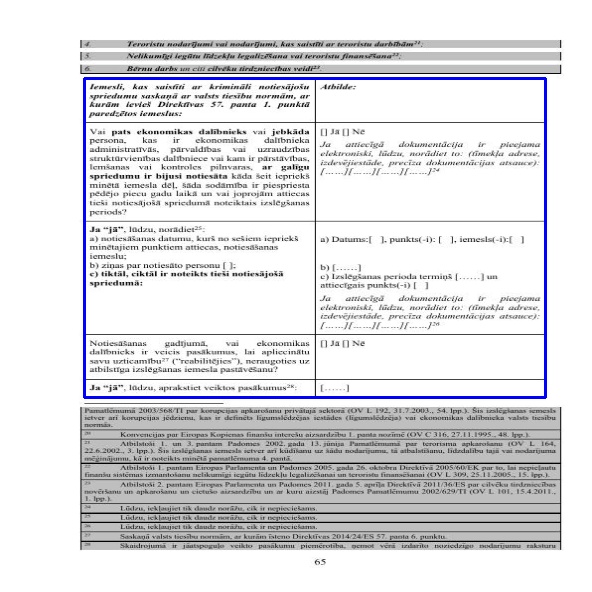 4. Teroristu nodarījumi vai nodarījumi, kas saistīti ar teroristu darbībām²¹;
5. Nelikumīgi iegūtu līdzekļu legalizēšana vai teroristu finansēšana²²;
6. Bērnu darbs un citi cilvēku tirdzniecības veidi²³.
Iemesli, kas saistīti ar krimināli notiesājošu
spriedumu saskaņā ar valsts tiesību normām, ar
kurām ievieš Direktīvas 57. panta 1. punktā
paredzētos iemeslus:
Atbilde:
Vai pats ekonomikas dalībnieks vai jebkāda
persona, kas ir ekonomikas dalībnieka
administratīvās, pārvaldības vai uzraudzības
struktūrvienības dalībniece vai kam ir pārstāvības,
lemšanas vai kontroles pilnvaras, ar galīgu
spriedumu ir bijusi notiesāta kāda šeit iepriekš
minētā iemesla dēļ, šāda sodāmība ir piespriesta
pēdējo piecu gadu laikā un vai joprojām attiecas
tieši notiesājošā spriedumā noteiktais izslēgšanas
periods?
[] Jā [] Nē
Ja attiecīgā dokumentācija ir pieejama
elektroniski, lūdzu, norādiet to: (tīmekļa adrese,
izdevējiestāde, precīza dokumentācijas atsauce):
[……][……][……][……]²⁴
Ja “jā”, lūdzu, norādiet²⁵:
a) notiesāšanas datumu, kurš no sešiem iepriekš
minētajiem punktiem attiecas, notiesāšanas
iemeslu;
b) ziņas par notiesāto personu [ ];
c) tiktāl, ciktāl ir noteikts tieši notiesājošā
spriedumā:
a) Datums:[ ], punkts(-i): [ ], iemesls(-i):[ ]
b) [……]
c) Izslēgšanas perioda termiņš [……] un
attiecīgais punkts(-i) [ ]
Ja attiecīgā dokumentācija ir pieejama
elektroniski, lūdzu, norādiet to: (tīmekļa adrese,
izdevējiestāde, precīza dokumentācijas atsauce):
[……][……][……][……]²⁶
Notiesāšanas gadījumā, vai ekonomikas
dalībnieks ir veicis pasākumus, lai apliecinātu
savu uzticamību²⁷ (“reabilitējies”), neraugoties uz
atbilstīga izslēgšanas iemesla pastāvēšanu?
[] Jā [] Nē
Ja “jā”, lūdzu, aprakstiet veiktos pasākumus²⁸:
[……]
Pamatlēmumā 2003/568/TI par korupcijas apkarošanu privātajā sektorā (OV L 192, 31.7.2003., 54. lpp.). Šis izslēgšanas iemesls
ietver arī korupcijas jēdzienu, kas ir definēts līgumslēdzējas iestādes (līgumslēdzēja) vai ekonomikas dalībnieka valsts tiesību
normās.
²⁰ Konvencijas par Eiropas Kopienas finanšu interešu aizsardzību 1. panta nozīmē (OV C 316, 27.11.1995., 48. lpp.).
²¹ Atbilstoši 1. un 3. pantam Padomes 2002. gada 13. jūnija Pamatlēmumā par terorisma apkarošanu (OV L 164,
22.6.2002., 3. lpp.). Šis izslēgšanas iemesls ietver arī kūdīšanu uz šādu nodarījumu, tā atbalstīšanu, līdzdalību tajā vai nodarījuma
mēģinājumu, kā ir noteikts minētā pamatlēmuma 4. pantā.
²² Atbilstoši 1. pantam Eiropas Parlamenta un Padomes 2005. gada 26. oktobra Direktīvā 2005/60/EK par to, lai nepieļautu
finanšu sistēmas izmantošanu nelikumīgi iegūtu līdzekļu legalizēšanai un teroristu finansēšanai (OV L 309, 25.11.2005., 15. lpp.).
²³ Atbilstoši 2. pantam Eiropas Parlamenta un Padomes 2011. gada 5. aprīļa Direktīvā 2011/36/ES par cilvēku tirdzniecības
novēršanu un apkarošanu un cietušo aizsardzību un ar kuru aizstāj Padomes Pamatlēmumu 2002/629/TI (OV L 101, 15.4.2011.,
1. lpp.).
²⁴ Lūdzu, iekļaujiet tik daudz norāžu, cik ir nepieciešams.
²⁵ Lūdzu, iekļaujiet tik daudz norāžu, cik ir nepieciešams.
²⁶ Lūdzu, iekļaujiet tik daudz norāžu, cik ir nepieciešams.
²⁷ Saskaņā valsts tiesību normām, ar kurām īsteno Direktīvas 2014/24/ES 57. panta 6. punktu.
²⁸ Skaidrojumā ir jāatspoguļo veikto pasākumu piemērotība, ņemot vērā izdarīto noziedzīgo nodarījumu raksturu
65